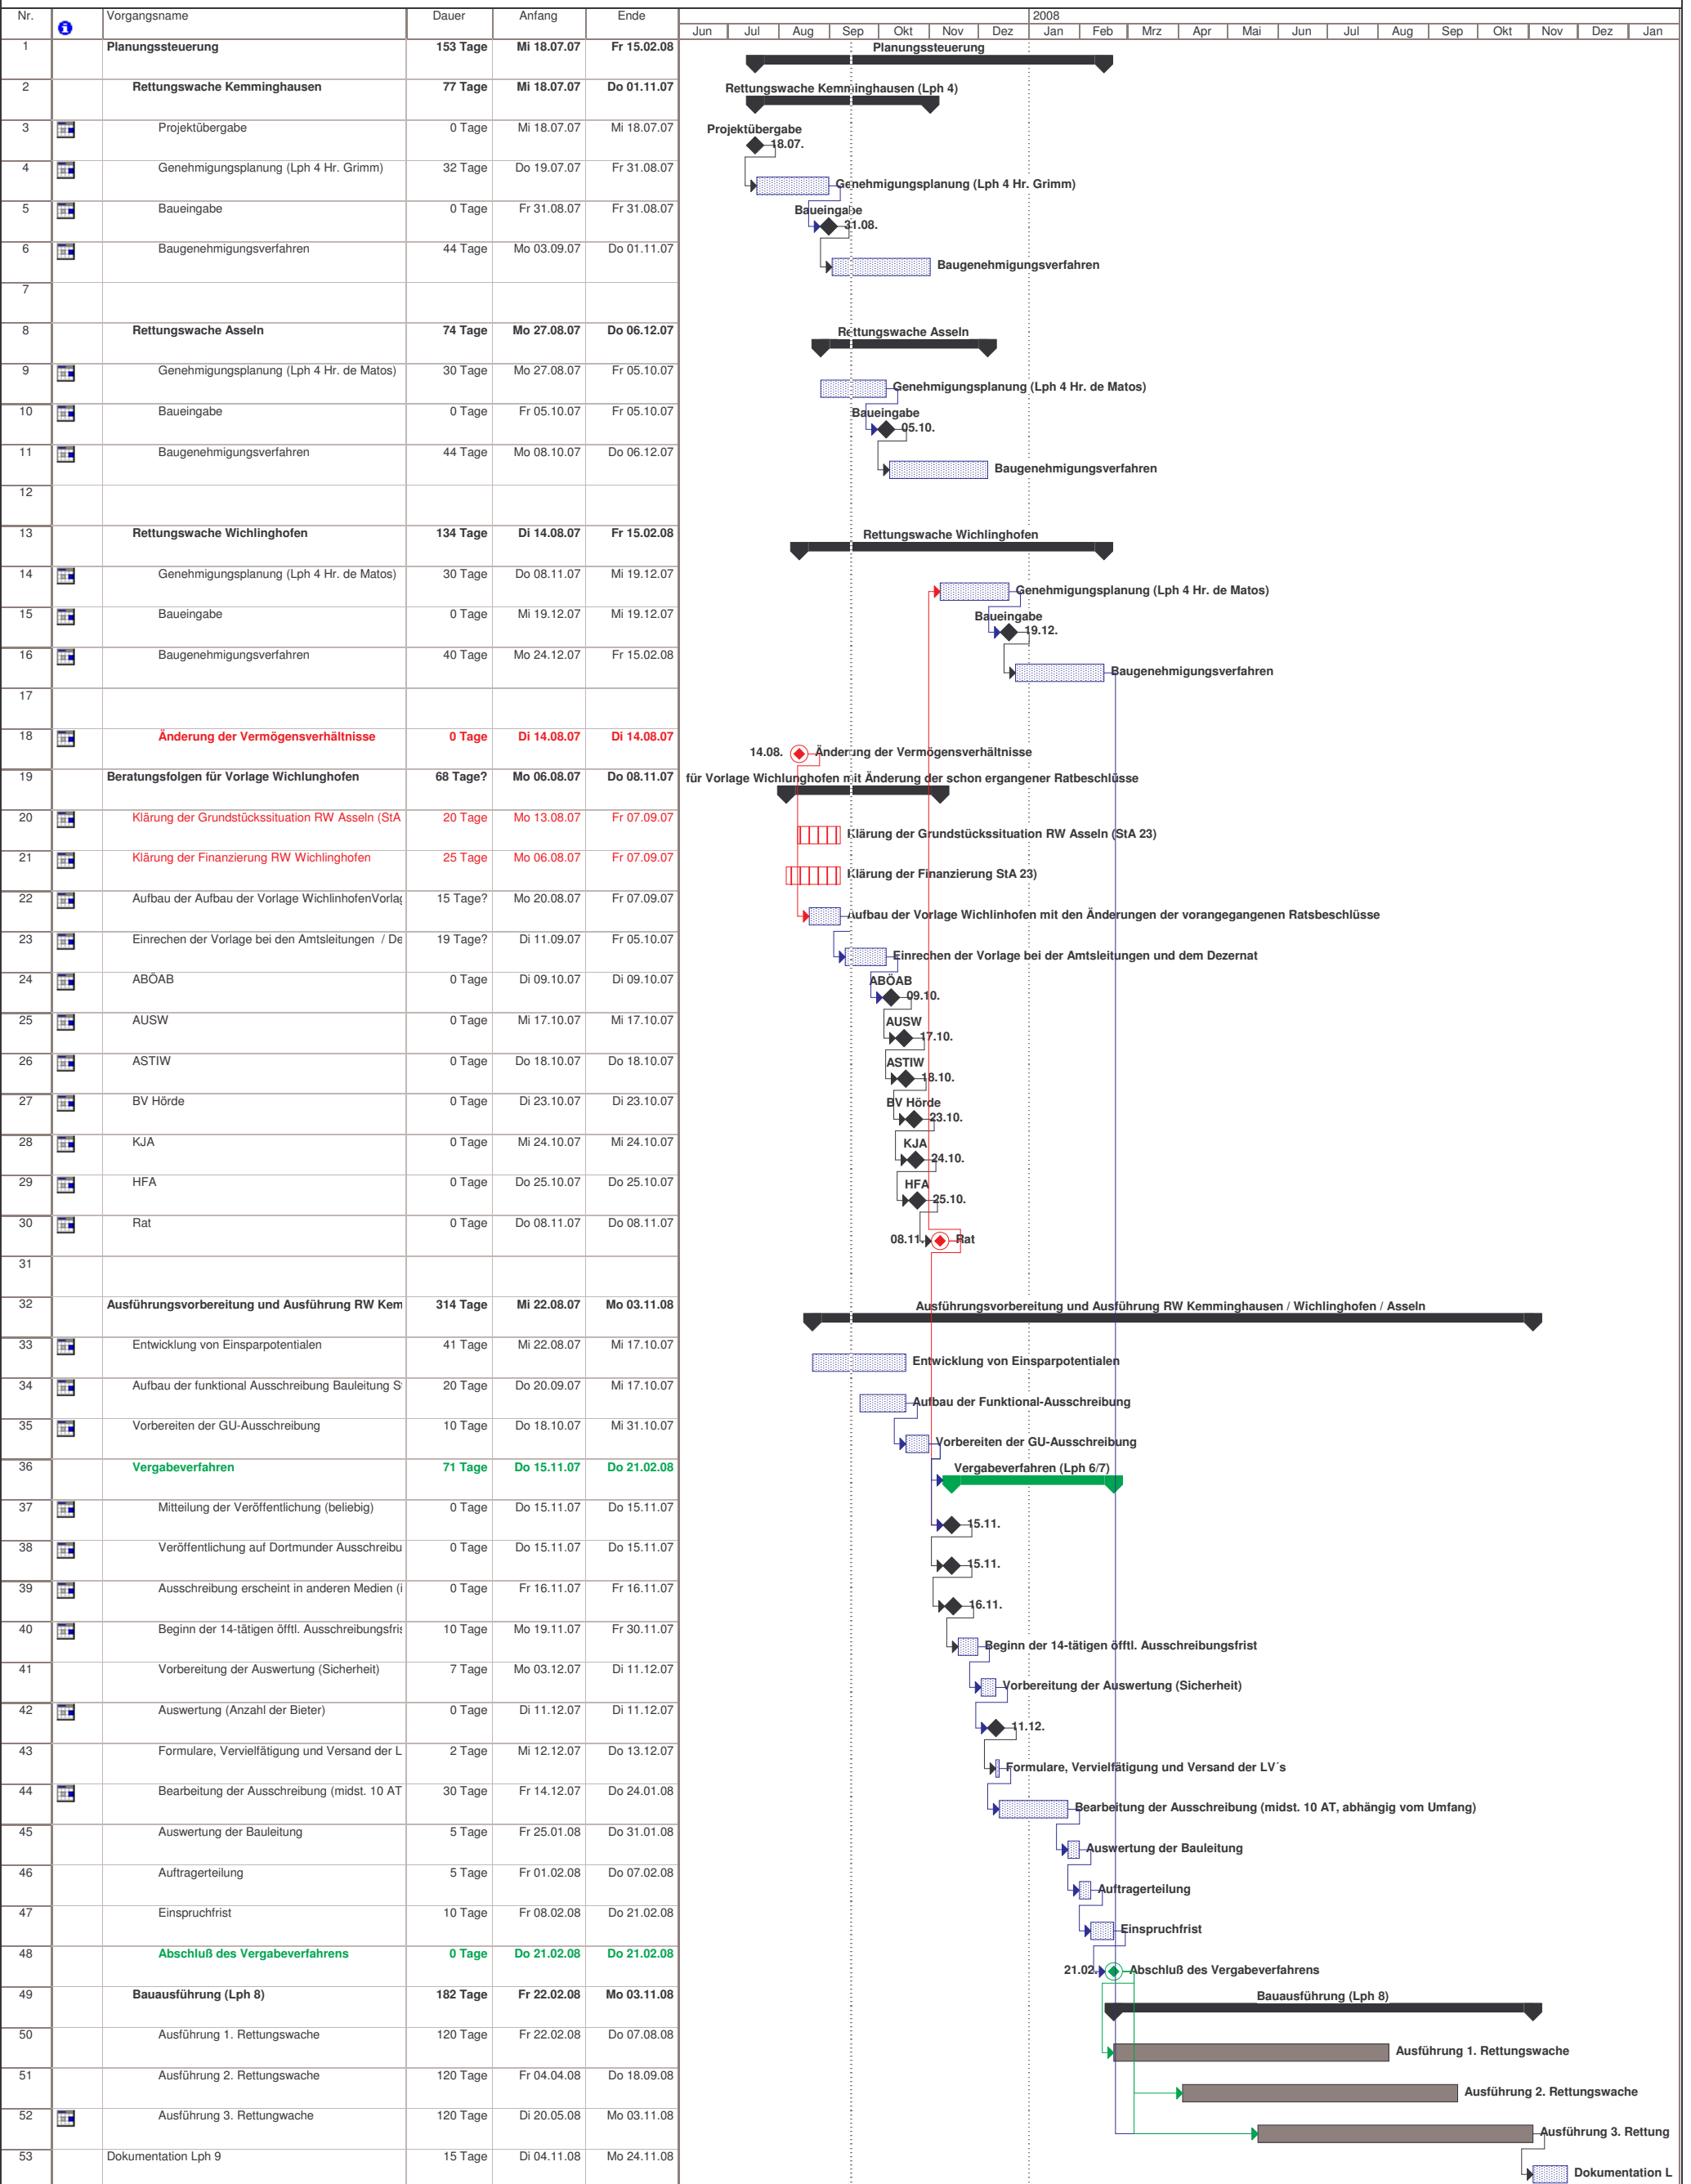 Nr. Vorgangsname Dauer Anfang Ende 2008
Jun Jul Aug Sep Okt Nov Dez Jan Feb Mrz Apr Mai Jun Jul Aug Sep Okt Nov Dez Jan
1 Planungssteuerung 153 Tage Mi 18.07.07 Fr 15.02.08 Planungssteuerung
2 Rettungswache Kemminghausen 77 Tage Mi 18.07.07 Do 01.11.07 Rettungswache Kemminghausen (Lph 4)
3 Projektübergabe 0 Tage Mi 18.07.07 Mi 18.07.07 Projektübergabe
18.07.
4 Genehmigungsplanung (Lph 4 Hr. Grimm) 32 Tage Do 19.07.07 Fr 31.08.07
Genehmigungsplanung (Lph 4 Hr. Grimm)
5 Baueingabe 0 Tage Fr 31.08.07 Fr 31.08.07 Baueingabe
31.08.
6 Baugenehmigungsverfahren 44 Tage Mo 03.09.07 Do 01.11.07
Baugenehmigungsverfahren
7
8 Rettungswache Asseln 74 Tage Mo 27.08.07 Do 06.12.07 Rettungswache Asseln
9 Genehmigungsplanung (Lph 4 Hr. de Matos) 30 Tage Mo 27.08.07 Fr 05.10.07
Genehmigungsplanung (Lph 4 Hr. de Matos)
10 Baueingabe 0 Tage Fr 05.10.07 Fr 05.10.07 Baueingabe
05.10.
11 Baugenehmigungsverfahren 44 Tage Mo 08.10.07 Do 06.12.07
Baugenehmigungsverfahren
12
13 Rettungswache Wichlinghofen 134 Tage Di 14.08.07 Fr 15.02.08 Rettungswache Wichlinghofen
14 Genehmigungsplanung (Lph 4 Hr. de Matos) 30 Tage Do 08.11.07 Mi 19.12.07
Genehmigungsplanung (Lph 4 Hr. de Matos)
15 Baueingabe 0 Tage Mi 19.12.07 Mi 19.12.07 Baueingabe
19.12.
16 Baugenehmigungsverfahren 40 Tage Mo 24.12.07 Fr 15.02.08
Baugenehmigungsverfahren
17
18 Änderung der Vermögensverhältnisse 0 Tage Di 14.08.07 Di 14.08.07
14.08. Änderung der Vermögensverhältnisse
19 Beratungsfolgen für Vorlage Wichlunghofen 68 Tage? Mo 06.08.07 Do 08.11.07 für Vorlage Wichlunghofen mit Änderung der schon ergangener Ratbeschlüsse
20 Klärung der Grundstückssituation RW Asseln (StA 20 Tage Mo 13.08.07 Fr 07.09.07
Klärung der Grundstückssituation RW Asseln (StA 23)
21 Klärung der Finanzierung RW Wichlinghofen 25 Tage Mo 06.08.07 Fr 07.09.07
Klärung der Finanzierung StA 23)
22 Aufbau der Aufbau der Vorlage WichlinhofenVorlag 15 Tage? Mo 20.08.07 Fr 07.09.07
Aufbau der Vorlage Wichlinhofen mit den Änderungen der vorangegangenen Ratsbeschlüsse
23 Einrechen der Vorlage bei den Amtsleitungen / De 19 Tage? Di 11.09.07 Fr 05.10.07
Einrechen der Vorlage bei der Amtsleitungen und dem Dezernat
24 ABÖAB 0 Tage Di 09.10.07 Di 09.10.07 ABÖAB
09.10.
25 AUSW 0 Tage Mi 17.10.07 Mi 17.10.07 AUSW
17.10.
26 ASTIW 0 Tage Do 18.10.07 Do 18.10.07 ASTIW
18.10.
27 BV Hörde 0 Tage Di 23.10.07 Di 23.10.07 BV Hörde
23.10.
28 KJA 0 Tage Mi 24.10.07 Mi 24.10.07 KJA
24.10.
29 HFA 0 Tage Do 25.10.07 Do 25.10.07 HFA
25.10.
30 Rat 0 Tage Do 08.11.07 Do 08.11.07
08.11. Rat
31
32 Ausführungsvorbereitung und Ausführung RW Kem 314 Tage Mi 22.08.07 Mo 03.11.08 Ausführungsvorbereitung und Ausführung RW Kemminghausen / Wichlinghofen / Asseln
33 Entwicklung von Einsparpotentialen 41 Tage Mi 22.08.07 Mi 17.10.07
Entwicklung von Einsparpotentialen
34 Aufbau der funktional Ausschreibung Bauleitung S 20 Tage Do 20.09.07 Mi 17.10.07
Aufbau der Funktional-Ausschreibung
35 Vorbereiten der GU-Ausschreibung 10 Tage Do 18.10.07 Mi 31.10.07
Vorbereiten der GU-Ausschreibung
36 Vergabeverfahren 71 Tage Do 15.11.07 Do 21.02.08 Vergabeverfahren (Lph 6/7)
37 Mitteilung der Veröffentlichung (beliebig) 0 Tage Do 15.11.07 Do 15.11.07
15.11.
38 Veröffentlichung auf Dortmunder Ausschreibu 0 Tage Do 15.11.07 Do 15.11.07
15.11.
39 Ausschreibung erscheint in anderen Medien (i 0 Tage Fr 16.11.07 Fr 16.11.07
16.11.
40 Beginn der 14-tätigen öfftl. Ausschreibungsfris 10 Tage Mo 19.11.07 Fr 30.11.07
Beginn der 14-tätigen öfftl. Ausschreibungsfrist
41 Vorbereitung der Auswertung (Sicherheit) 7 Tage Mo 03.12.07 Di 11.12.07
Vorbereitung der Auswertung (Sicherheit)
42 Auswertung (Anzahl der Bieter) 0 Tage Di 11.12.07 Di 11.12.07
11.12.
43 Formulare, Vervielfätigung und Versand der L 2 Tage Mi 12.12.07 Do 13.12.07
Formulare, Vervielfätigung und Versand der LV´s
44 Bearbeitung der Ausschreibung (midst. 10 AT 30 Tage Fr 14.12.07 Do 24.01.08
Bearbeitung der Ausschreibung (midst. 10 AT, abhängig vom Umfang)
45 Auswertung der Bauleitung 5 Tage Fr 25.01.08 Do 31.01.08
Auswertung der Bauleitung
46 Auftragerteilung 5 Tage Fr 01.02.08 Do 07.02.08
Auftragerteilung
47 Einspruchfrist 10 Tage Fr 08.02.08 Do 21.02.08
Einspruchfrist
48 Abschluß des Vergabeverfahrens 0 Tage Do 21.02.08 Do 21.02.08
21.02. Abschluß des Vergabeverfahrens
49 Bauausführung (Lph 8) 182 Tage Fr 22.02.08 Mo 03.11.08 Bauausführung (Lph 8)
50 Ausführung 1. Rettungswache 120 Tage Fr 22.02.08 Do 07.08.08
Ausführung 1. Rettungswache
51 Ausführung 2. Rettungswache 120 Tage Fr 04.04.08 Do 18.09.08
Ausführung 2. Rettungswache
52 Ausführung 3. Rettungwache 120 Tage Di 20.05.08 Mo 03.11.08
Ausführung 3. Rettung
53 Dokumentation Lph 9 15 Tage Di 04.11.08 Mo 24.11.08
Dokumentation L